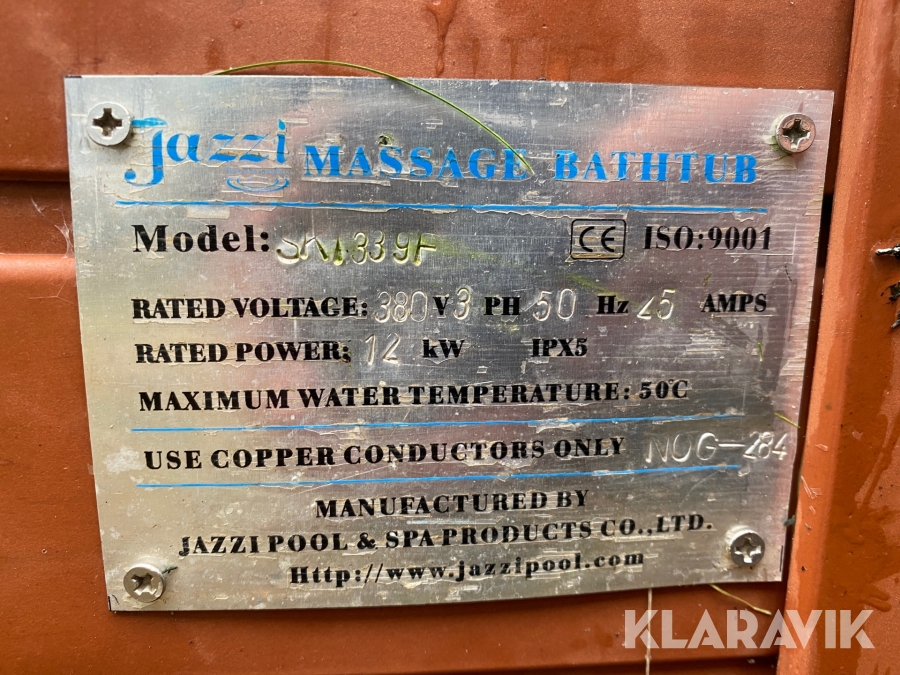 Jazzi MASSAGE BATHTUB
Model: SKT339F CE ISO:9001
RATED VOLTAGE: 380 V 3 PH 50 Hz 25 AMPS
RATED POWER: 12 kW IPX5
MAXIMUM WATER TEMPERATURE: 50C
USE COPPER CONDUCTORS ONLY NOG-284
MANUFACTURED BY
JAZZI POOL & SPA PRODUCTS CO.,LTD.
Http://www.jazzipool.com
KLARAVIK